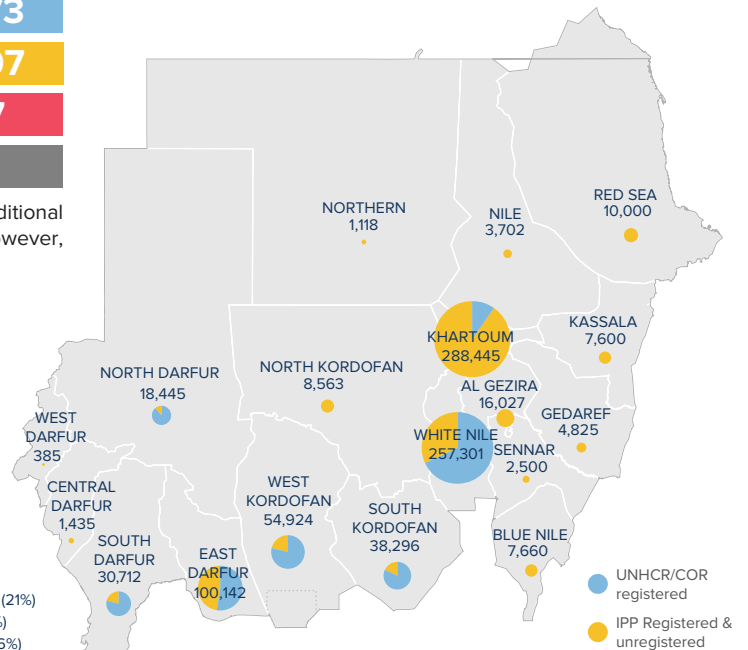 ditional
NORTHERN
1,118
NILE
3,702
RED SEA
10,000
KHARTOUM
288,445
KASSALA
7,600
NORTH DARFUR
18,445
NORTH KORDOFAN
8,563
AL GEZIRA
16,027
GEDAREF
4,825
WEST
DARFUR
385
WHITE NILE
257,301
SENNAR
2,500
CENTRAL
DARFUR
1,435
WEST
KORDOFAN
54,924
SOUTH
KORDOFAN
38,296
SOUTH
DARFUR
30,712
EAST
DARFUR
100,142
BLUE NILE
7,660
(21%)
UNHCR/COR
registered
IPP Registered &
unregistered